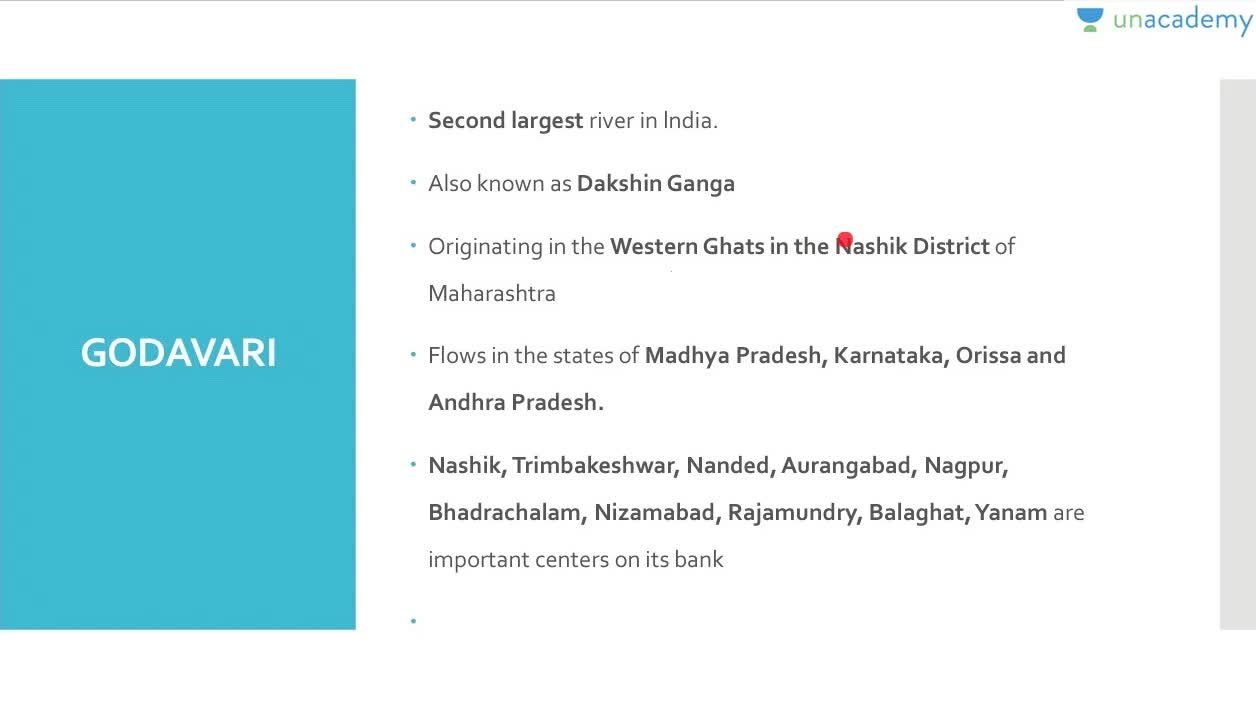 unacademy
GODAVARI
• Second largest river in India.
• Also known as Dakshin Ganga
• Originating in the Western Ghats in the Nashik District of
Maharashtra
• Flows in the states of Madhya Pradesh, Karnataka, Orissa and
Andhra Pradesh.
• Nashik, Trimbakeshwar, Nanded, Aurangabad, Nagpur,
Bhadrachalam, Nizamabad, Rajamundry, Balaghat, Yanam are
important centers on its bank
•